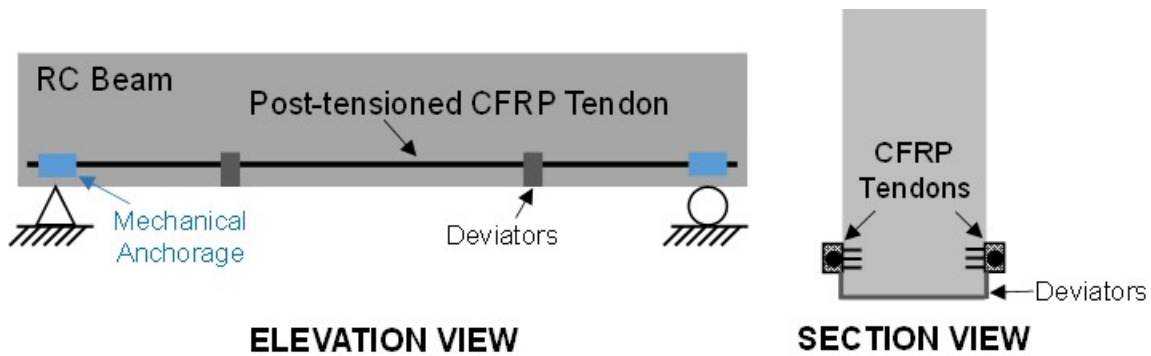 RC Beam
Post-tensioned CFRP Tendon
Mechanical
Anchorage
Deviators
ELEVATION VIEW
CFRP
Tendons
Deviators
SECTION VIEW